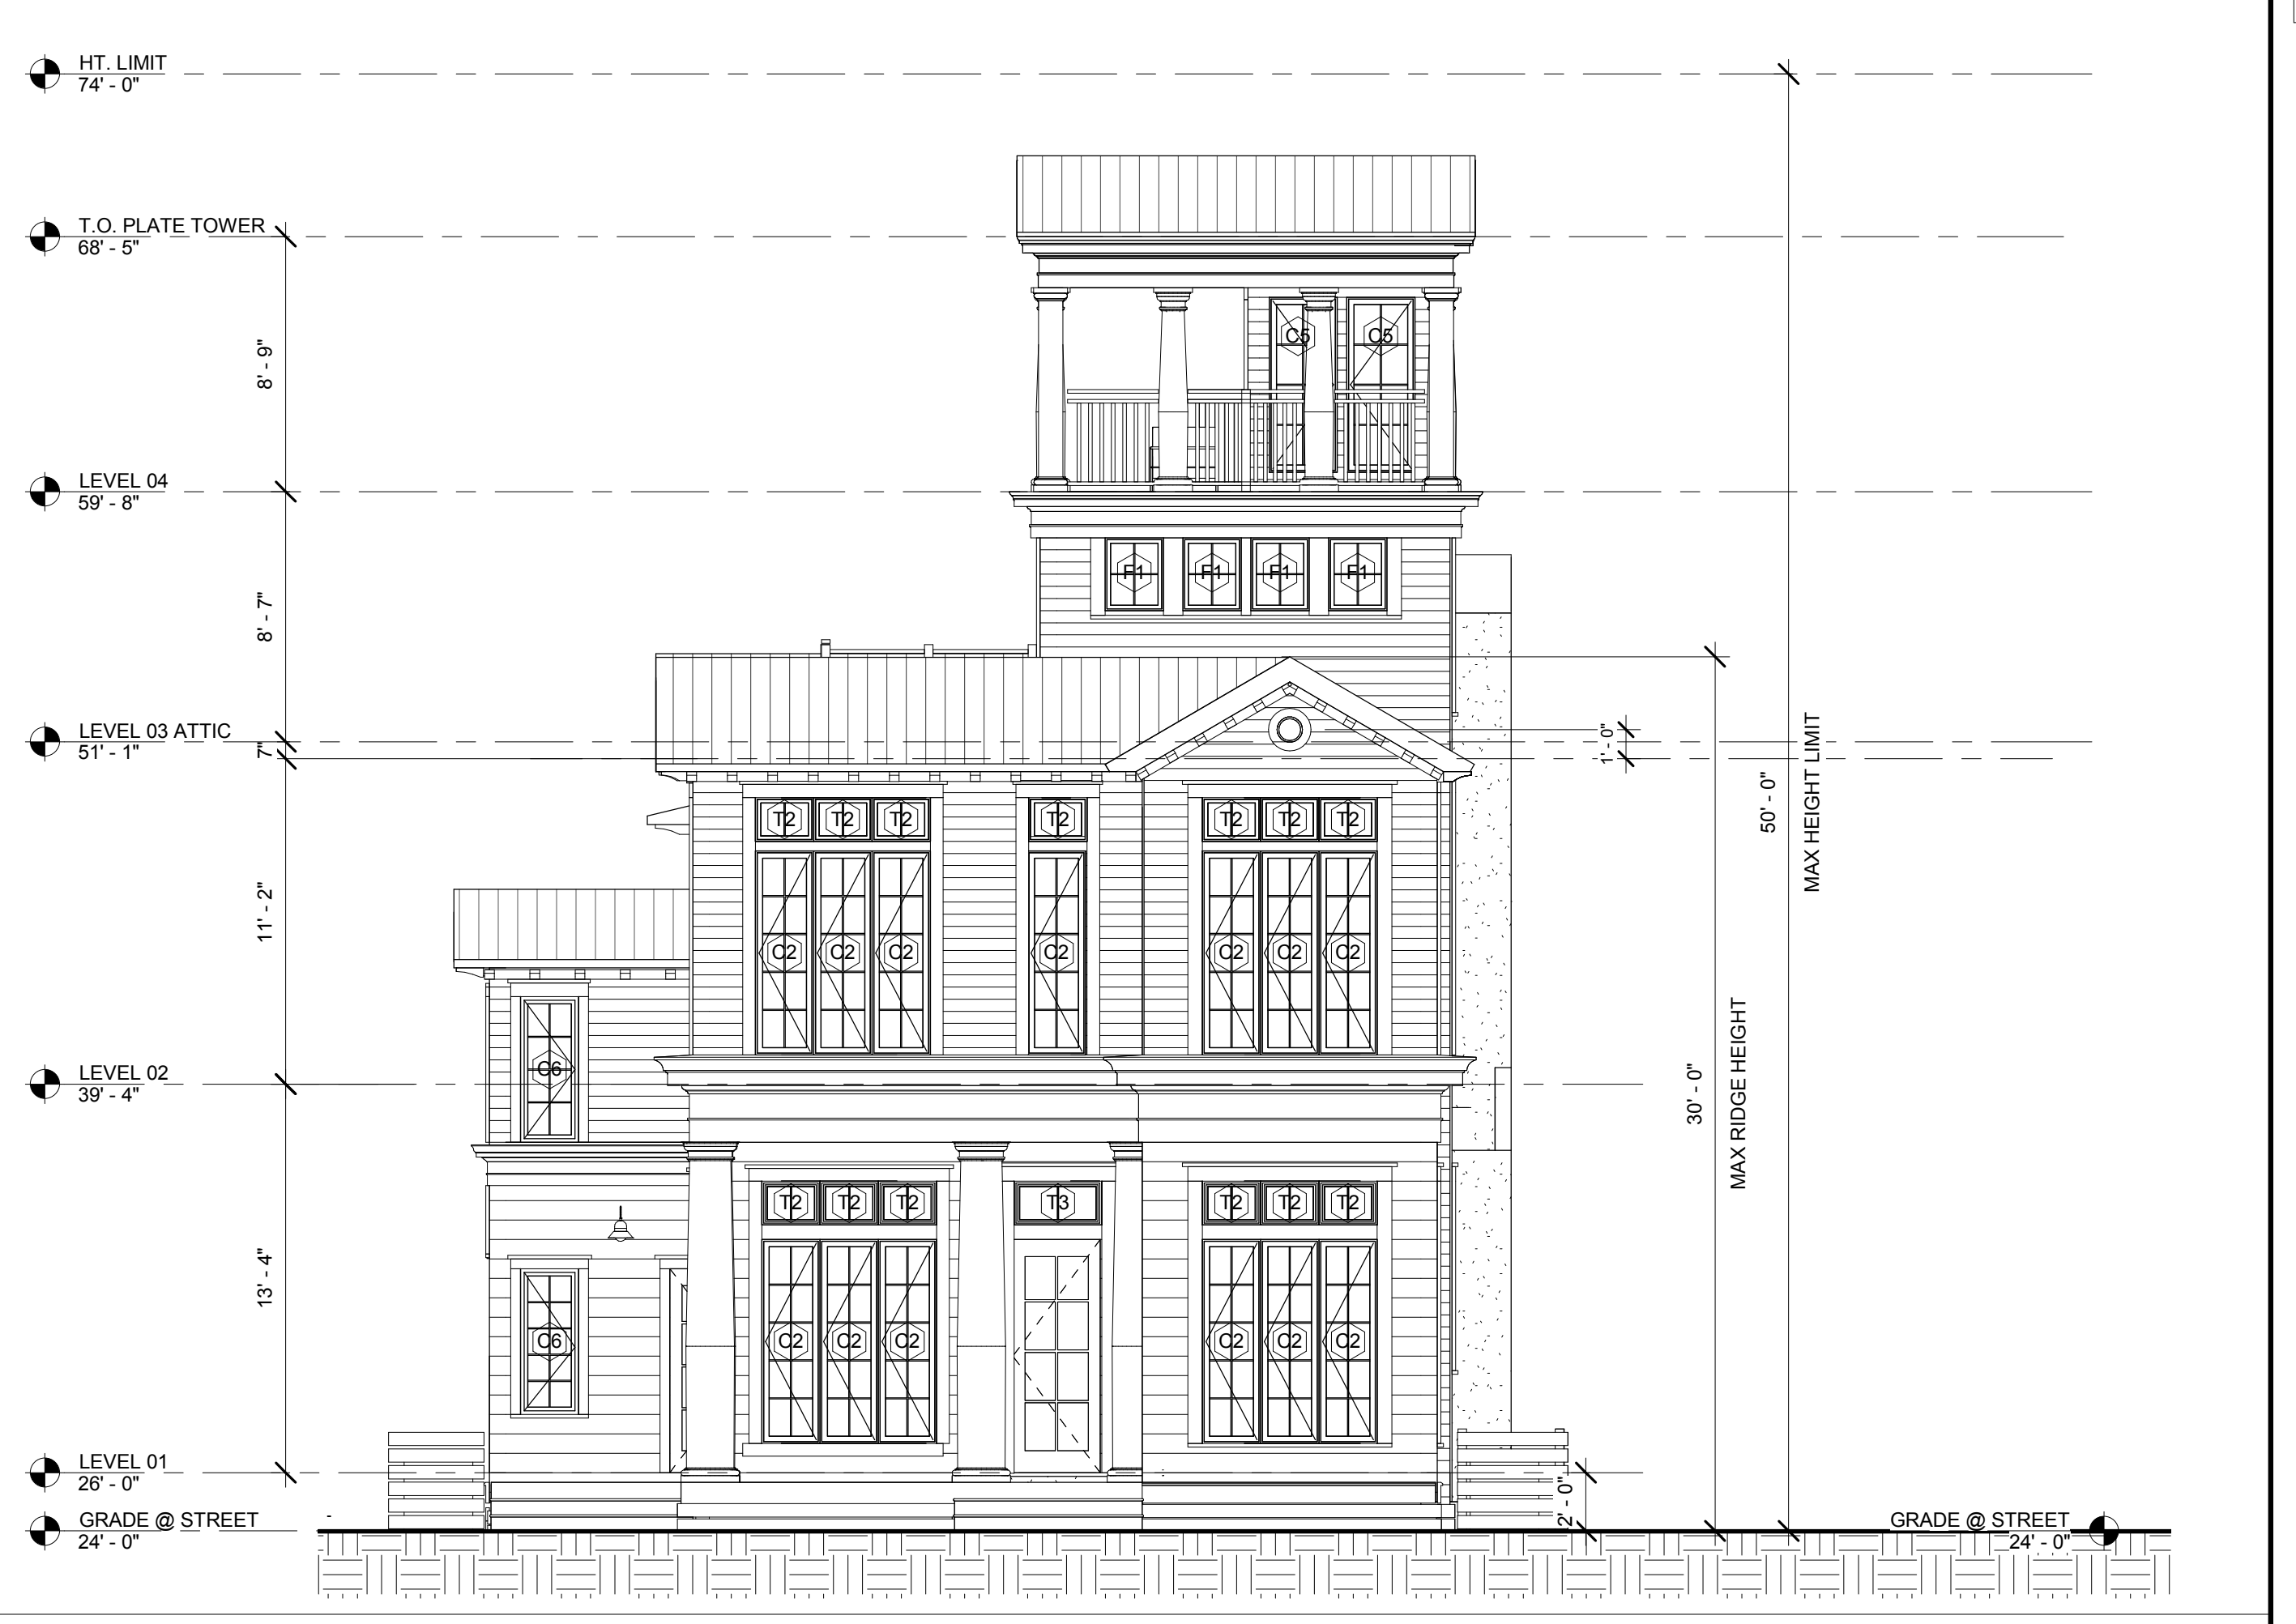 HT. LIMIT
74' - 0"
T.O. PLATE TOWER
68' - 5"
8' - 9"
C5 C5
LEVEL 04
59' - 8"
F1 F1 F1 F1
8' - 7"
LEVEL 03 ATTIC
51' - 1"
7"
1' - 0"
50' - 0"
MAX HEIGHT LIMIT
T2 T2 T2 T2 T2 T2 T2
11' - 2"
C2 C2 C2 C2 C2 C2 C2
C6
LEVEL 02
39' - 4"
30' - 0"
MAX RIDGE HEIGHT
T2 T2 T2 T3 T2 T2 T2
13' - 4"
C6 C2 C2 C2 C2 C2 C2
LEVEL 01
26' - 0"
2' - 0"
GRADE @ STREET
24' - 0"
GRADE @ STREET
24' - 0"